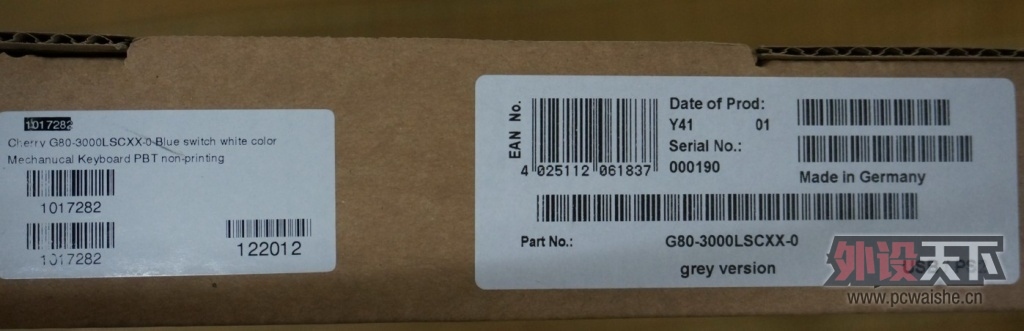 1017282
Cherry G80-3000LSCXX-0 Blue switch white color
Mechanucal Keyboard PBT non-printing
1017282
1017282
122012
EAN No.
4 025112 061837
Date of Prod:
Y41 01
Serial No.:
000190
Made in Germany
Part No.: G80-3000LSCXX-0
grey version
外设天下
www.pcwaishe.cn